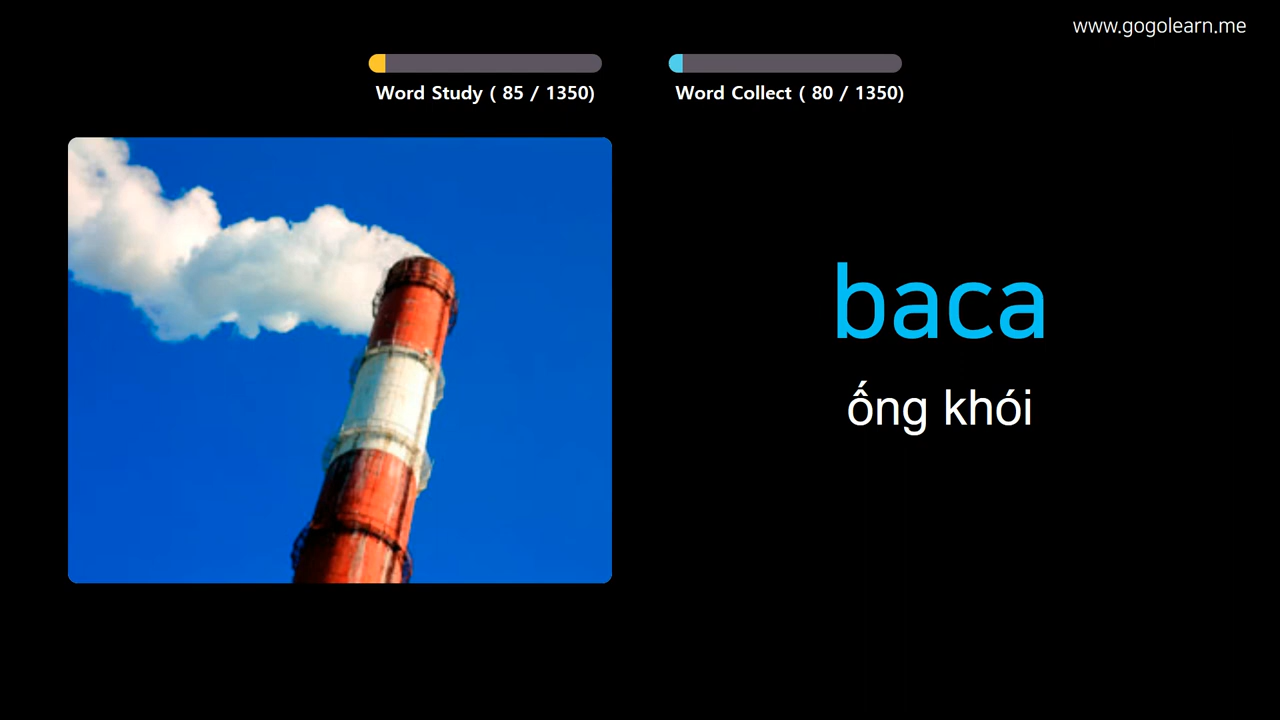 www.gogolearn.me
Word Study ( 85 / 1350)
Word Collect ( 80 / 1350)
baca
ống khói